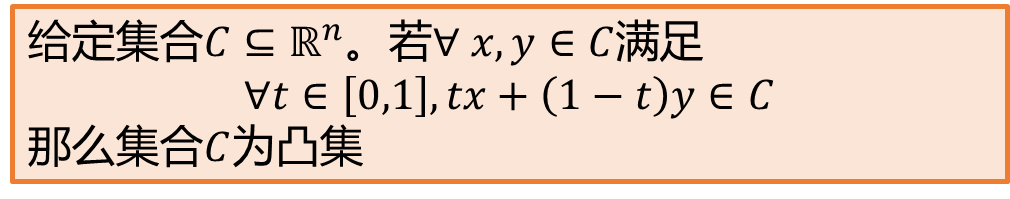 给定集合𝐶 ⊆ ℝⁿ。若∀ 𝑥, 𝑦 ∈ 𝐶满足
∀𝑡 ∈ [0,1], 𝑡𝑥 + (1 − 𝑡)𝑦 ∈ 𝐶
那么集合𝐶为凸集